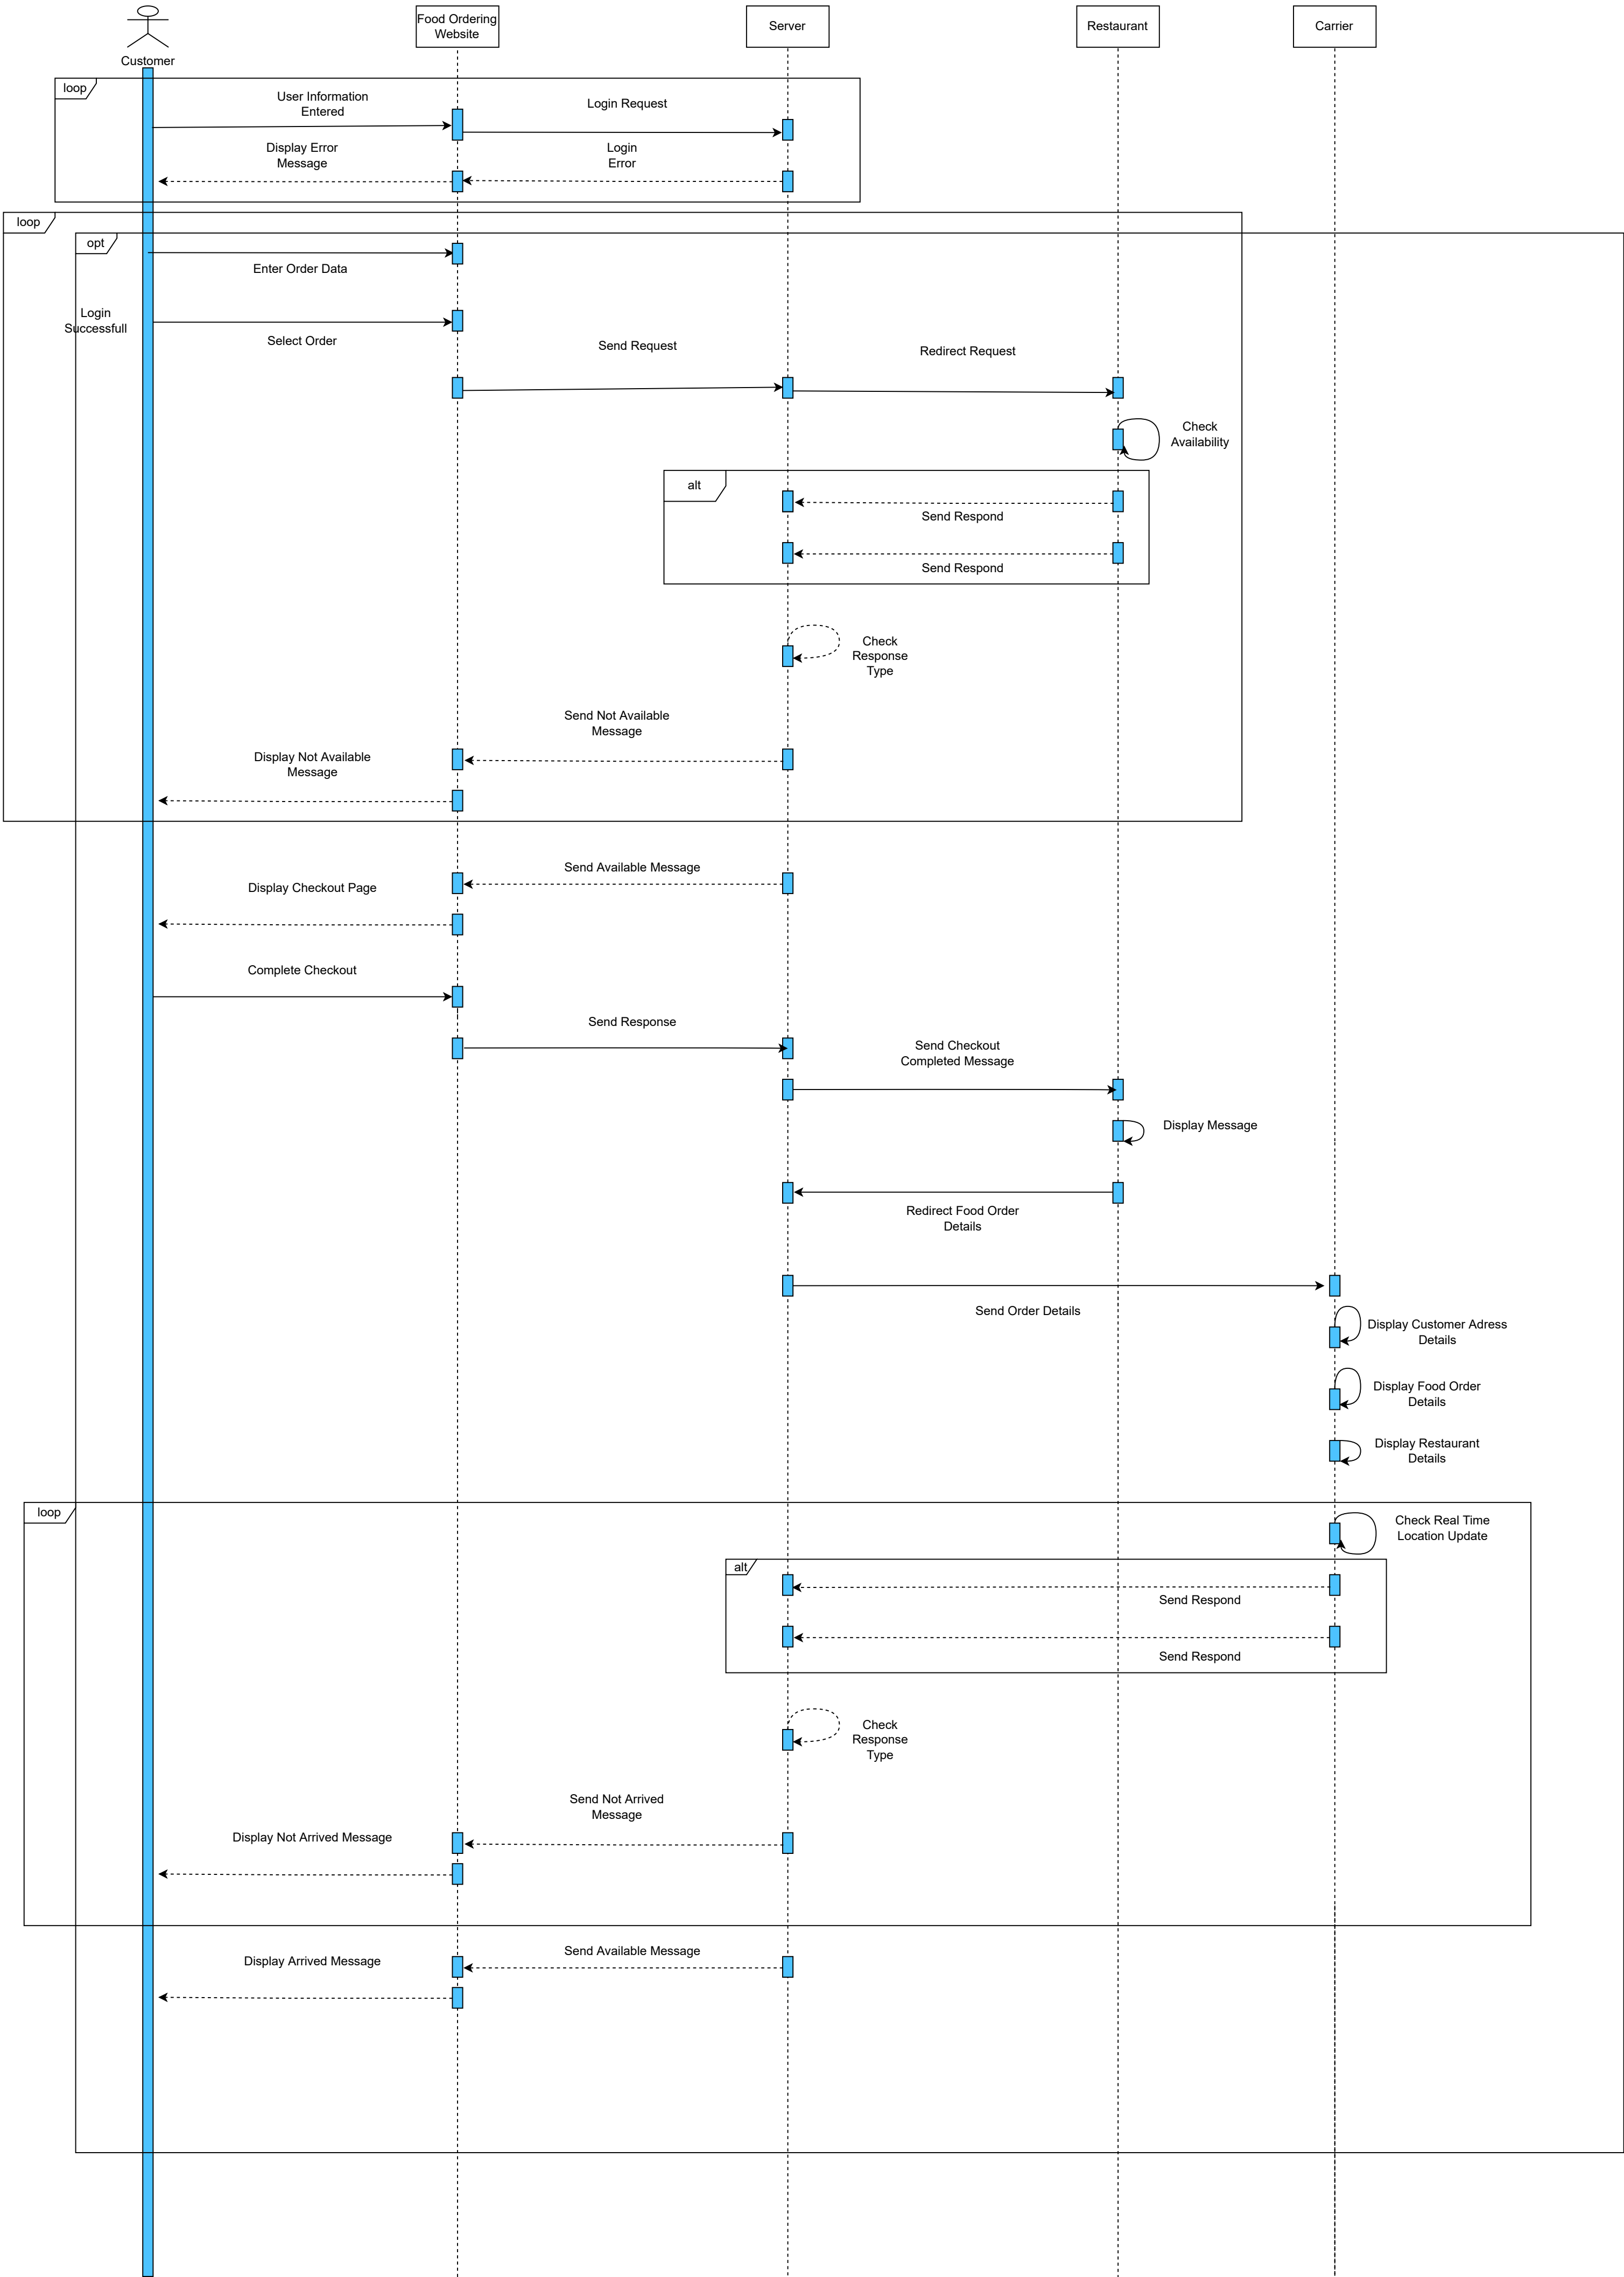 Food Ordering
Website
Server
Restaurant
Carrier
Customer
loop
User Information
Entered
Login Request
Display Error
Message
Login
Error
loop
opt
Enter Order Data
Login
Successfull
Select Order
Send Request
Redirect Request
Check
Availability
alt
Send Respond
Send Respond
Check
Response
Type
Send Not Available
Message
Display Not Available
Message
Send Available Message
Display Checkout Page
Complete Checkout
Send Response
Send Checkout
Completed Message
Display Message
Redirect Food Order
Details
Send Order Details
Display Customer Adress
Details
Display Food Order
Details
Display Restaurant
Details
loop
Check Real Time
Location Update
alt
Send Respond
Send Respond
Check
Response
Type
Send Not Arrived
Message
Display Not Arrived Message
Send Available Message
Display Arrived Message